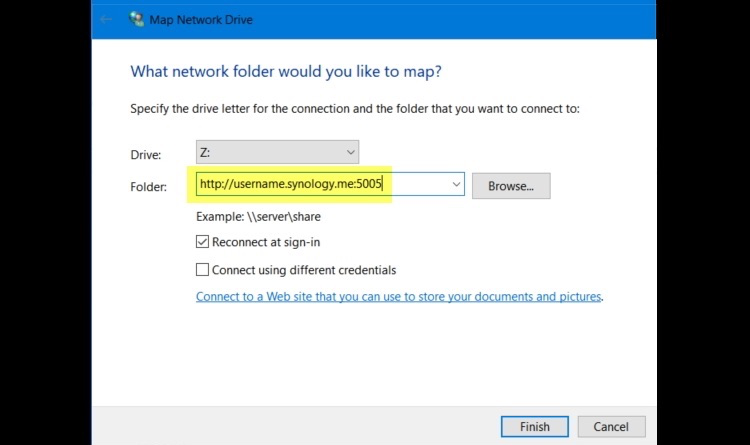 Map Network Drive
What network folder would you like to map?
Specify the drive letter for the connection and the folder that you want to connect to:
Drive: Z:
Folder: http://username.synology.me:5005 Browse...
Example: \\server\share
Reconnect at sign-in
Connect using different credentials
Connect to a Web site that you can use to store your documents and pictures.
Finish Cancel